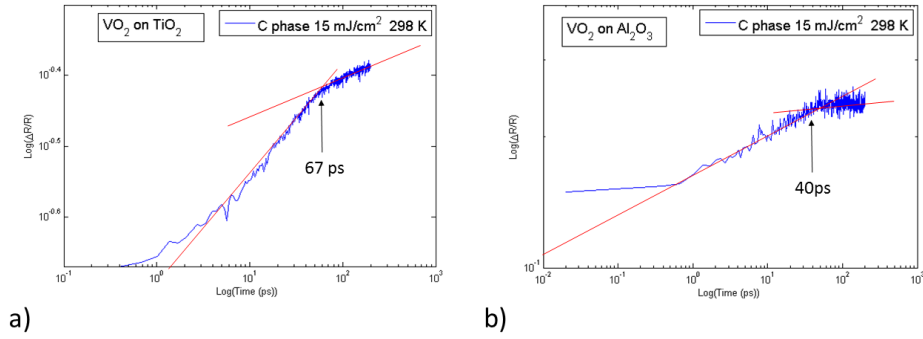 VO2 on TiO2
C phase 15 mJ/cm2 298 K
Log(ΔR/R)
10-0.4
10-0.5
10-0.6
67 ps
10-1
100
101
102
103
Log(Time (ps))
a)
VO2 on Al2O3
C phase 15 mJ/cm2 298 K
Log(ΔR/R)
10-1
40ps
10-2
10-1
100
101
102
103
Log(Time (ps))
b)